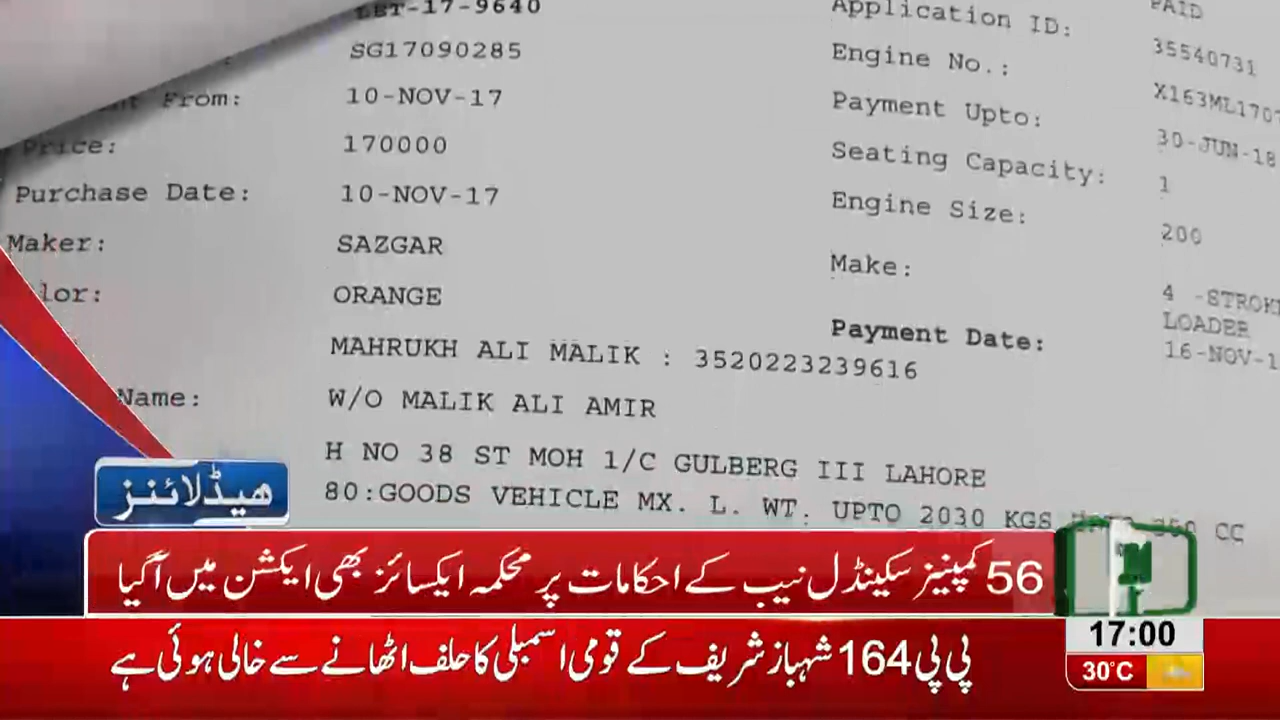 LET-17-9640
SG17090285
From: 10-NOV-17
Price: 170000
Purchase Date: 10-NOV-17
Maker: SAZGAR
lor: ORANGE
MAHRUKH ALI MALIK : 3520223239616
Name: W/O MALIK ALI AMIR
H NO 38 ST MOH 1/C GULBERG III LAHORE
80:GOODS VEHICLE MX. L. WT. UPTO 2030 KGS CC
PAID
Application ID: 35540731
Engine No.: X163ML1707
Payment Upto: 30-JUN-18
Seating Capacity: 1
Engine Size: 200
Make: 4 -STROKE
LOADER
Payment Date: 16-NOV-1
ھیڈلائنز
56 کمپنیز سکینڈل نیب کے احکامات پر محکمہ ایکسائز بھی ایکشن میں آگیا
پی پی 164 شہباز شریف کے قومی اسمبلی کا حلف اٹھانے سے خالی ہوئی ہے
17:00
30°C